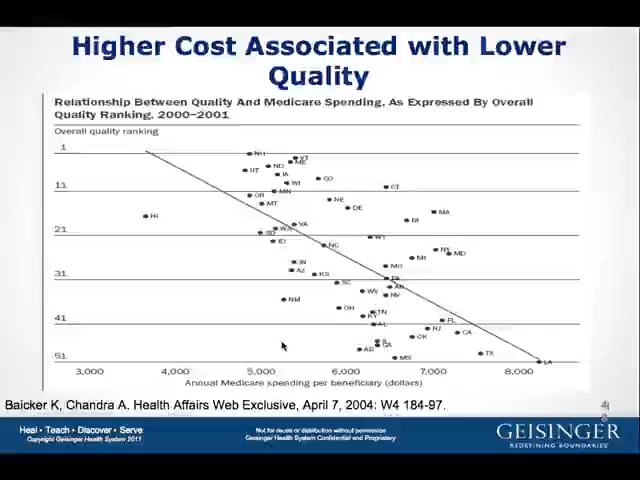 Higher Cost Associated with Lower
Quality
Relationship Between Quality And Medicare Spending, As Expressed By Overall
Quality Ranking, 2000–2001
Overall quality ranking
1
NH
VT
ME
ND
UT
IA
CO
WI
CT
11
MN
OR
NE
MT
DE
MA
HI
RI
VA
WA
21
SD
NY
ID
NC
NV
MD
MI
IN
MO
AZ
KS
31
PA
SC
AK
WV
NM
OH
TN
KY
FL
41
AL
NJ
CA
OK
GA
AR
MS
TX
51
LA
3,000 4,000 5,000 6,000 7,000 8,000
Annual Medicare spending per beneficiary (dollars)
Baicker K, Chandra A. Health Affairs Web Exclusive, April 7, 2004: W4 184-97.
Heal • Teach • Discover • Serve
Copyright Geisinger Health System 2011
Not for reuse or distribution without permission
Geisinger Health System Confidential and Proprietary
GEISINGER
REDEFINING BOUNDARIES